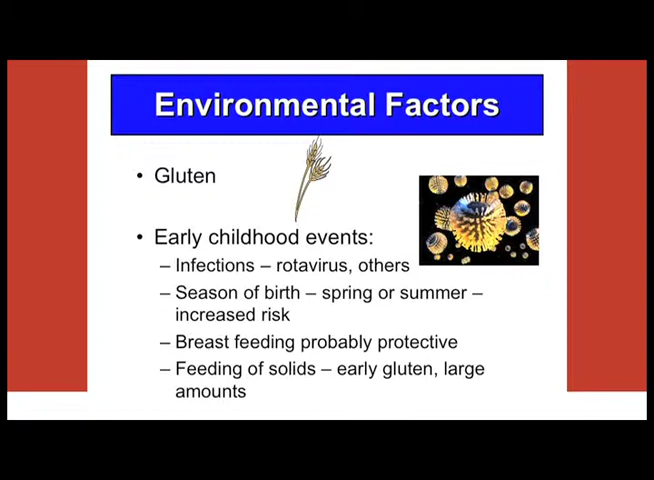 Environmental Factors
• Gluten
• Early childhood events:
– Infections – rotavirus, others
– Season of birth – spring or summer –
increased risk
– Breast feeding probably protective
– Feeding of solids – early gluten, large
amounts